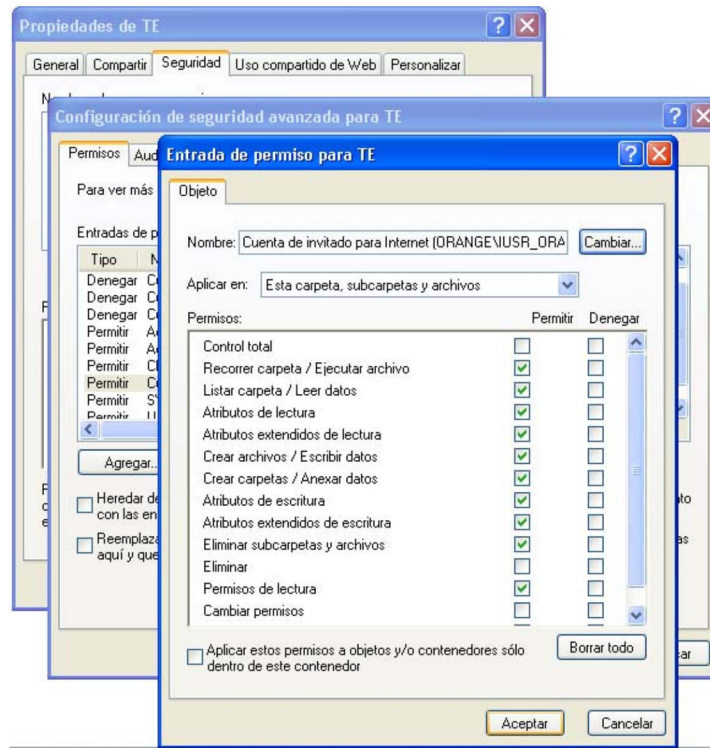 Propiedades de TE
General Compartir Seguridad Uso compartido de Web Personalizar
Configuración de seguridad avanzada para TE
Permisos Aud
Entrada de permiso para TE
Para ver más
Objeto
Entradas de p
Nombre: Cuenta de invitado para Internet (ORANGE\IUSR_ORA Cambiar...
Tipo N
Aplicar en: Esta carpeta, subcarpetas y archivos
Denegar
Denegar
Denegar
Permitir
Permitir
Permitir
Permitir
Permitir
Permitir
Permisos: Permitir Denegar
Control total
Recorrer carpeta / Ejecutar archivo
Listar carpeta / Leer datos
Atributos de lectura
Atributos extendidos de lectura
Crear archivos / Escribir datos
Crear carpetas / Anexar datos
Atributos de escritura
Atributos extendidos de escritura
Eliminar subcarpetas y archivos
Eliminar
Permisos de lectura
Cambiar permisos
Agregar..
Heredar de
con las en
Reemplaza
aquí y que
Aplicar estos permisos a objetos y/o contenedores sólo
dentro de este contenedor
Borrar todo
Aceptar Cancelar